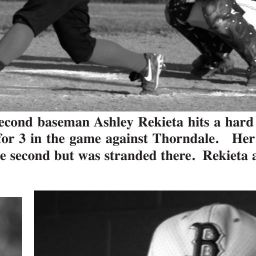 econd baseman Ashley Rekieta hits a hard
for 3 in the game against Thorndale. Her
e second but was stranded there. Rekieta a
B